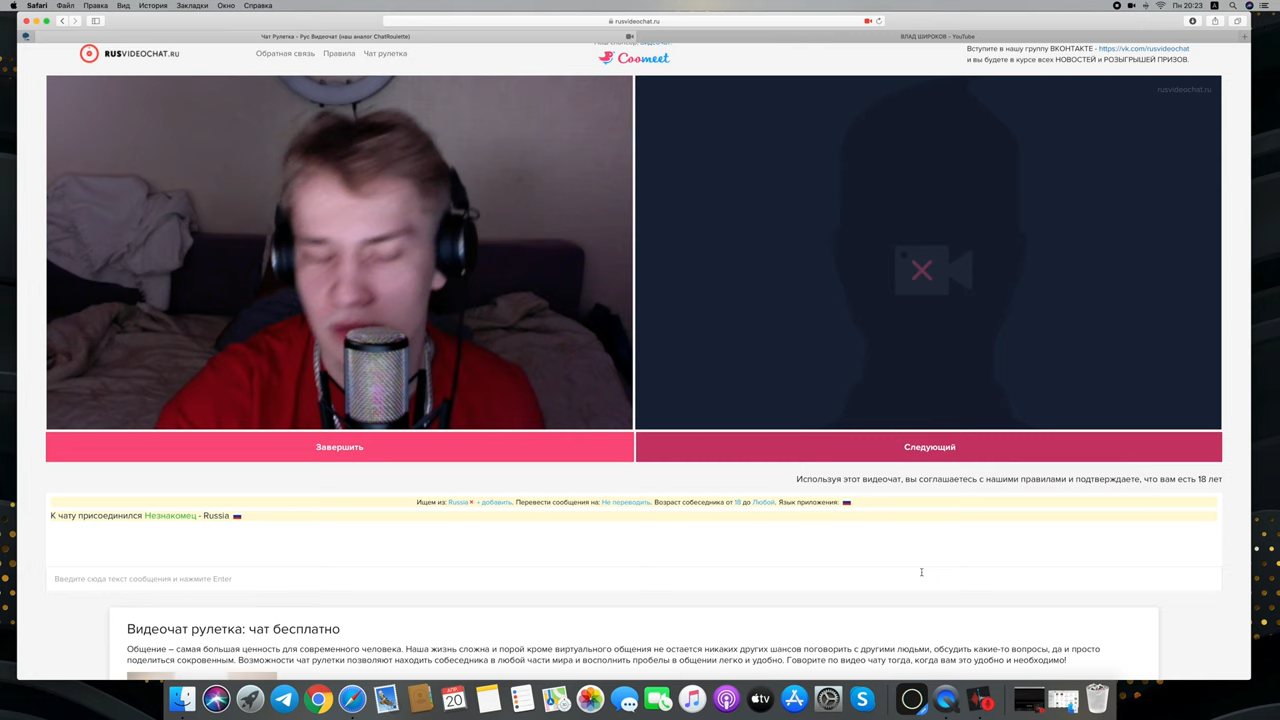 Safari Файл Правка Вид История Закладки Окно Справка
Пн 20:23
rusvideochat.ru
Чат Рулетка - Рус Видеочат (наш аналог ChatRoulette)
ВЛАД ШИРОКОВ - YouTube
RUSVIDEOCHAT.RU
Обратная связь Правила Чат рулетка
Coomeet
Вступите в нашу группу ВКОНТАКТЕ - https://vk.com/rusvideochat
и вы будете в курсе всех НОВОСТЕЙ и РОЗЫГРЫШЕЙ ПРИЗОВ.
rusvideochat.ru
Завершить
Следующий
Используя этот видеочат, вы соглашаетесь с нашими правилами и подтверждаете, что вам есть 18 лет
Ищем из: Russia × + добавить. Перевести сообщения на: Не переводить. Возраст собеседника от 18 до Любой. Язык приложения:
К чату присоединился Незнакомец - Russia
Введите сюда текст сообщения и нажмите Enter
Видеочат рулетка: чат бесплатно
Общение – самая большая ценность для современного человека. Наша жизнь сложна и порой кроме виртуального общения не остается никаких других шансов поговорить с другими людьми, обсудить какие-то вопросы, да и просто
поделиться сокровенным. Возможности чат рулетки позволяют находить собеседника в любой части мира и восполнить пробелы в общении легко и удобно. Говорите по видео чату тогда, когда вам это удобно и необходимо!
АПР
20
tv